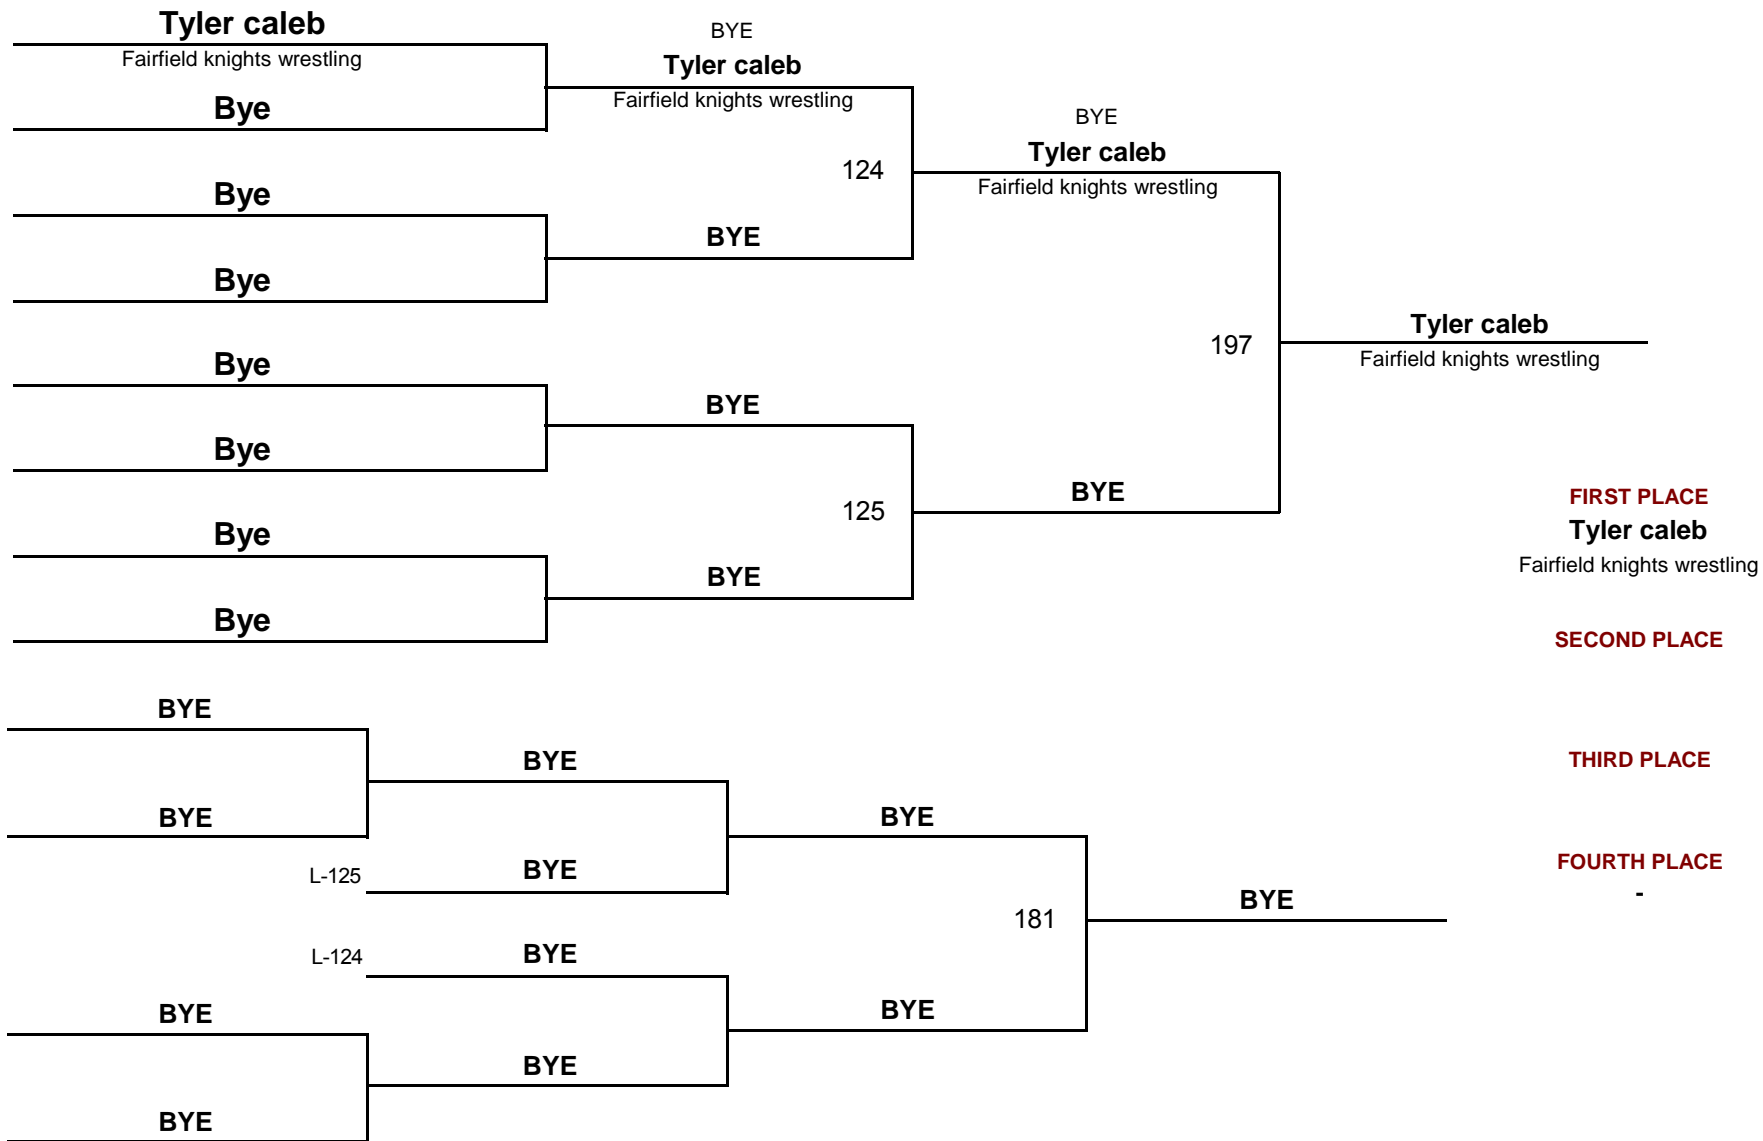 Tyler caleb
Fairfield knights wrestling
Bye
Bye
Bye
Bye
Bye
Bye
Bye
BYE
Tyler caleb
Fairfield knights wrestling
124
BYE
BYE
125
BYE
BYE
Tyler caleb
Fairfield knights wrestling
197
BYE
Tyler caleb
Fairfield knights wrestling
FIRST PLACE
Tyler caleb
Fairfield knights wrestling
SECOND PLACE
THIRD PLACE
FOURTH PLACE
-
BYE
BYE
BYE
L-125
BYE
L-124
BYE
BYE
BYE
BYE
BYE
181
BYE
BYE